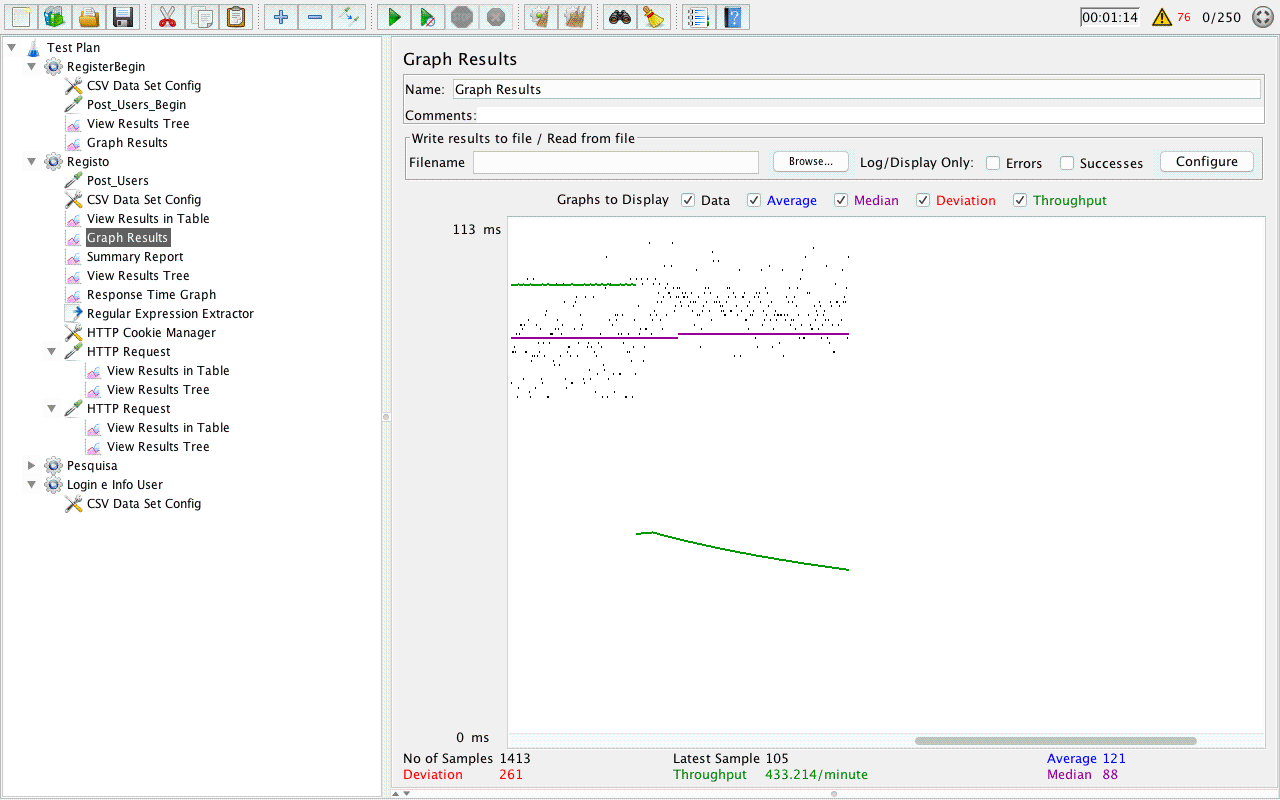 00:01:14 76 0/250
Test Plan
RegisterBegin
CSV Data Set Config
Post_Users_Begin
View Results Tree
Graph Results
Registo
Post_Users
CSV Data Set Config
View Results in Table
Graph Results
Summary Report
View Results Tree
Response Time Graph
Regular Expression Extractor
HTTP Cookie Manager
HTTP Request
View Results in Table
View Results Tree
HTTP Request
View Results in Table
View Results Tree
Pesquisa
Login e Info User
CSV Data Set Config
Graph Results
Name: Graph Results
Comments:
Write results to file / Read from file
Filename Browse... Log/Display Only: Errors Successes Configure
Graphs to Display Data Average Median Deviation Throughput
113 ms
0 ms
No of Samples 1413 Latest Sample 105 Average 121
Deviation 261 Throughput 433.214/minute Median 88